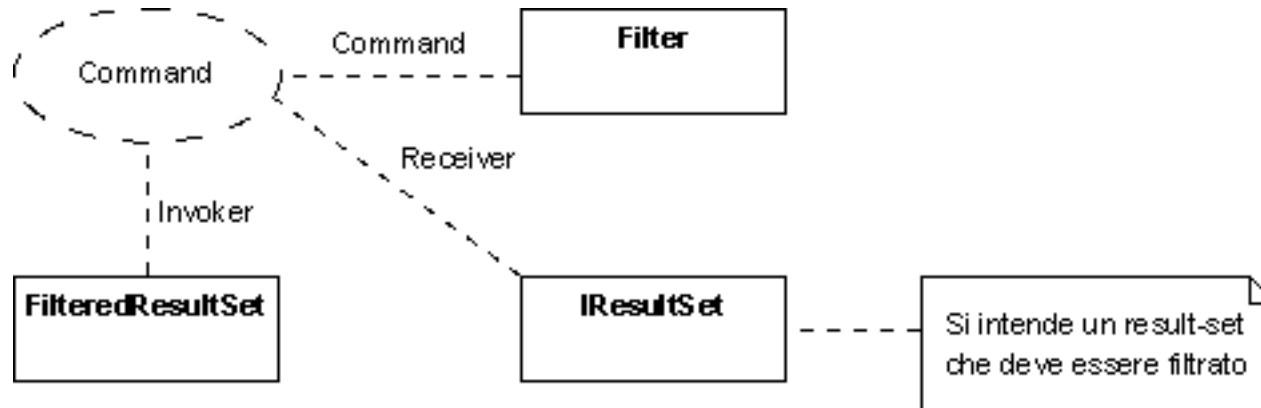 Command
Command
Filter
Receiver
Invoker
FilteredResultSet
IResultSet
Si intende un result-set
che deve essere filtrato